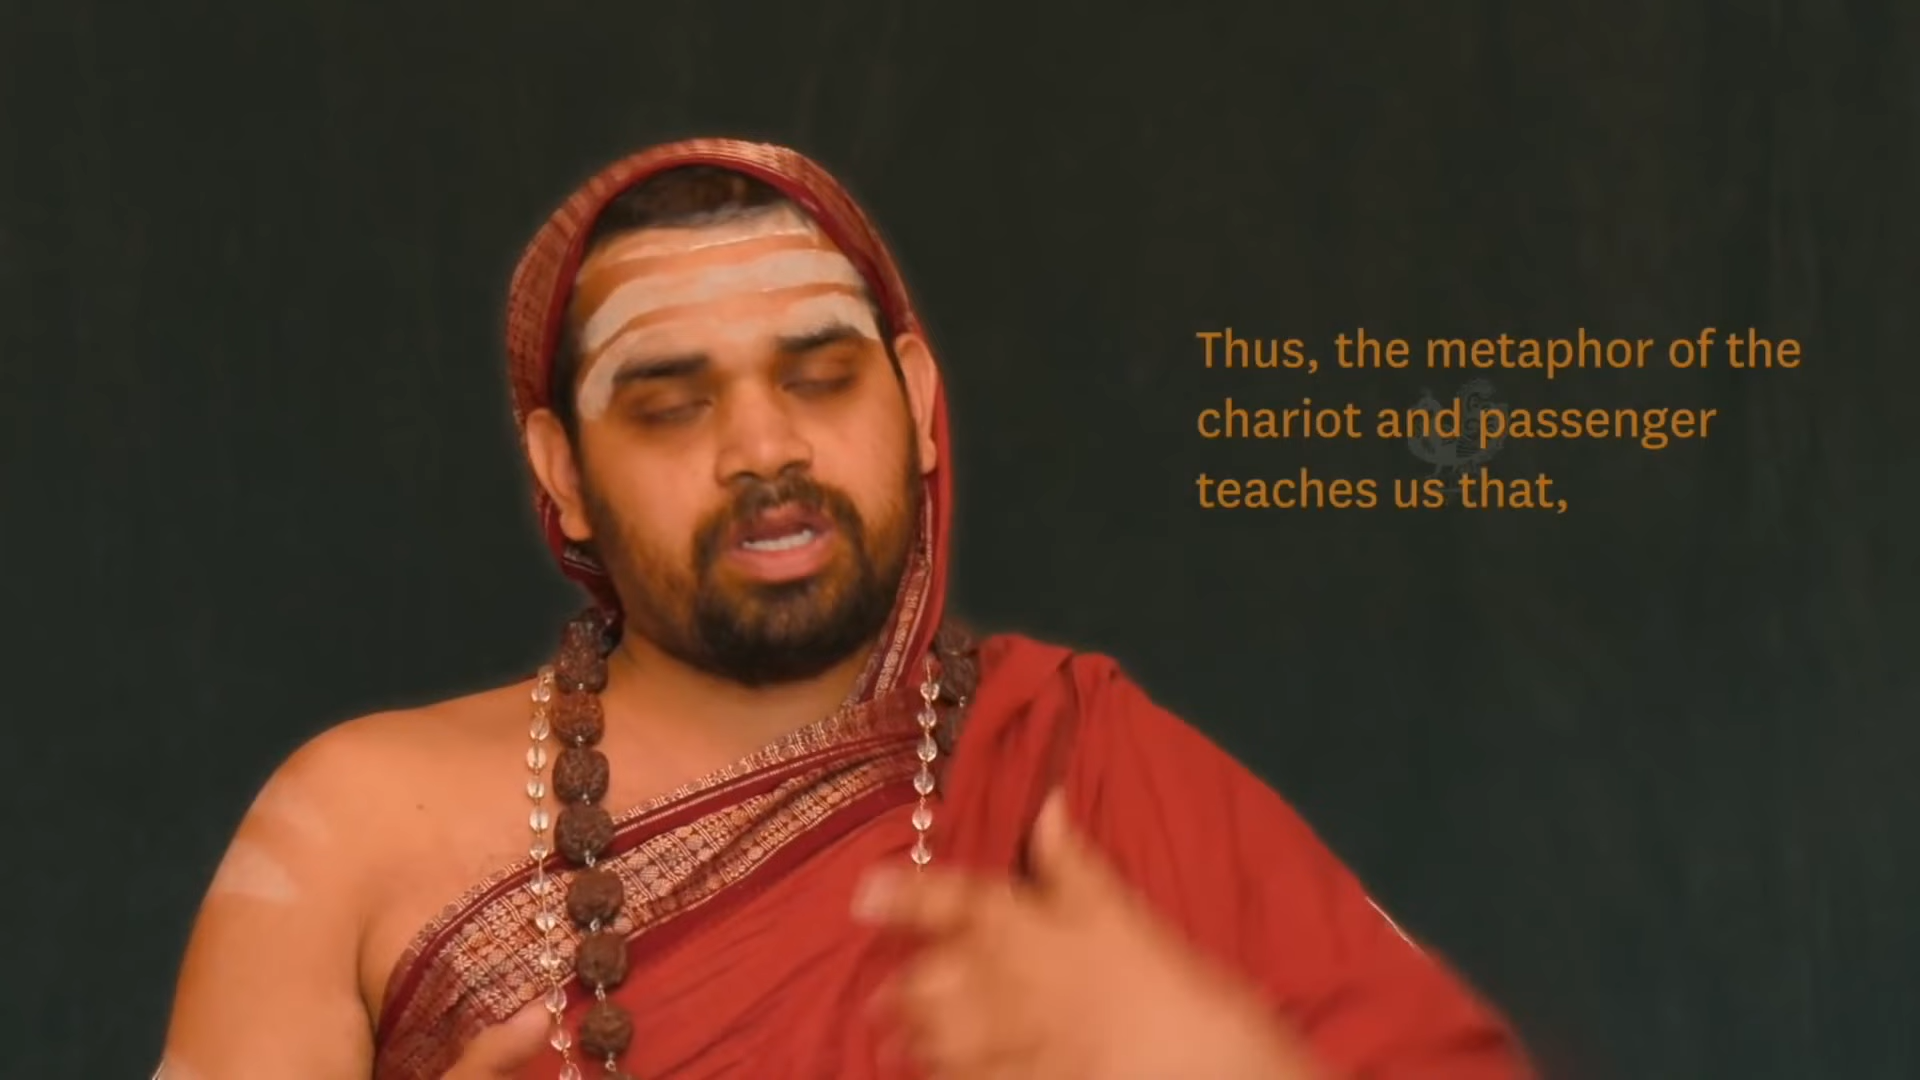 Thus, the metaphor of the
chariot and passenger
teaches us that,